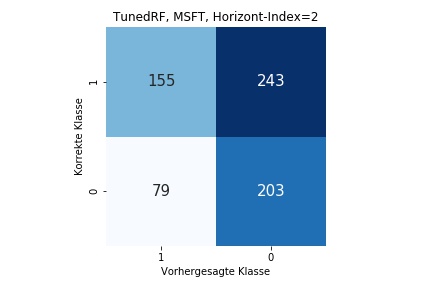 TunedRF, MSFT, Horizont-Index=2
Korrekte Klasse
1
155
243
0
79
203
1
0
Vorhergesagte Klasse